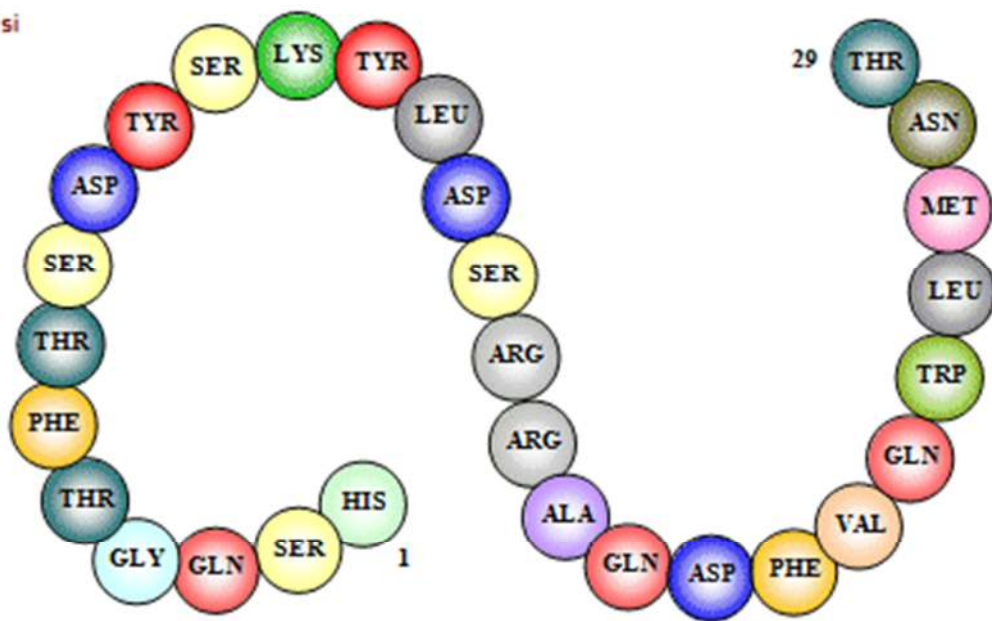 si
HIS
1
SER
GLN
GLY
THR
PHE
THR
SER
ASP
TYR
SER
LYS
TYR
LEU
ASP
SER
ARG
ARG
ALA
GLN
ASP
PHE
VAL
GLN
TRP
LEU
MET
ASN
THR
29